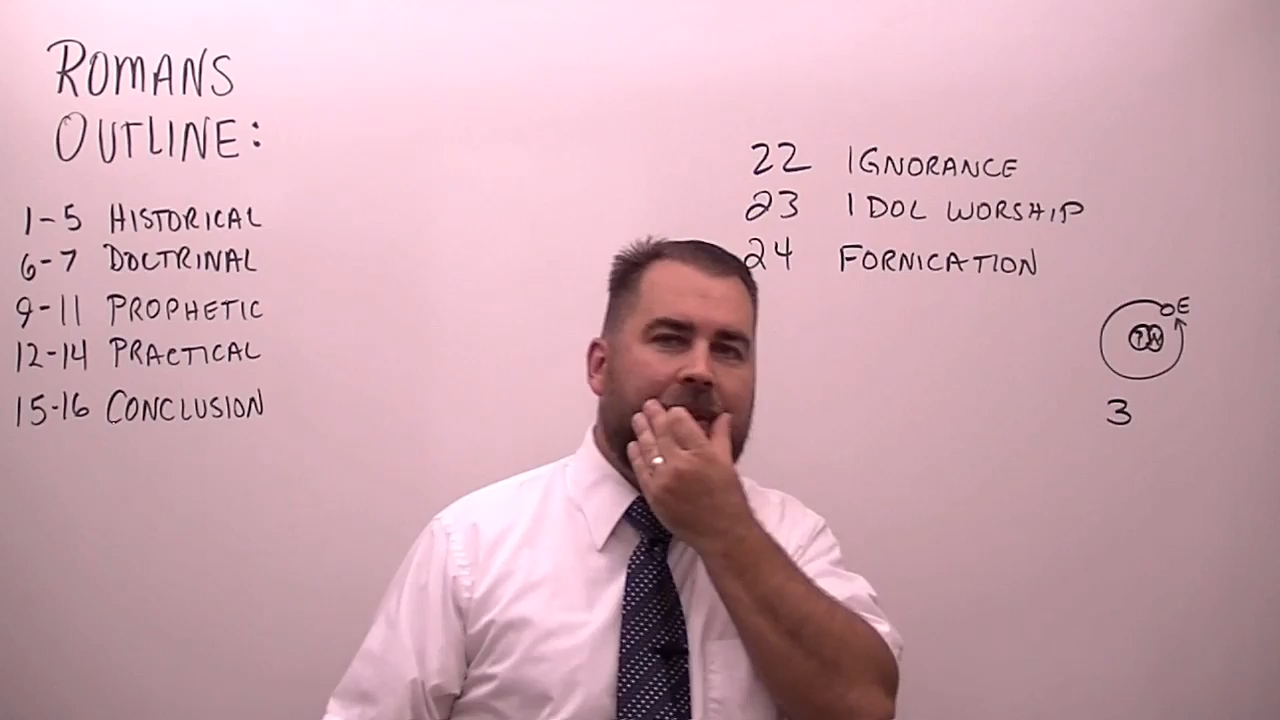 ROMANS
OUTLINE:
1-5 HISTORICAL
6-7 DOCTRINAL
9-11 PROPHETIC
12-14 PRACTICAL
15-16 CONCLUSION
22 IGNORANCE
23 IDOL WORSHIP
24 FORNICATION
E
P N
3